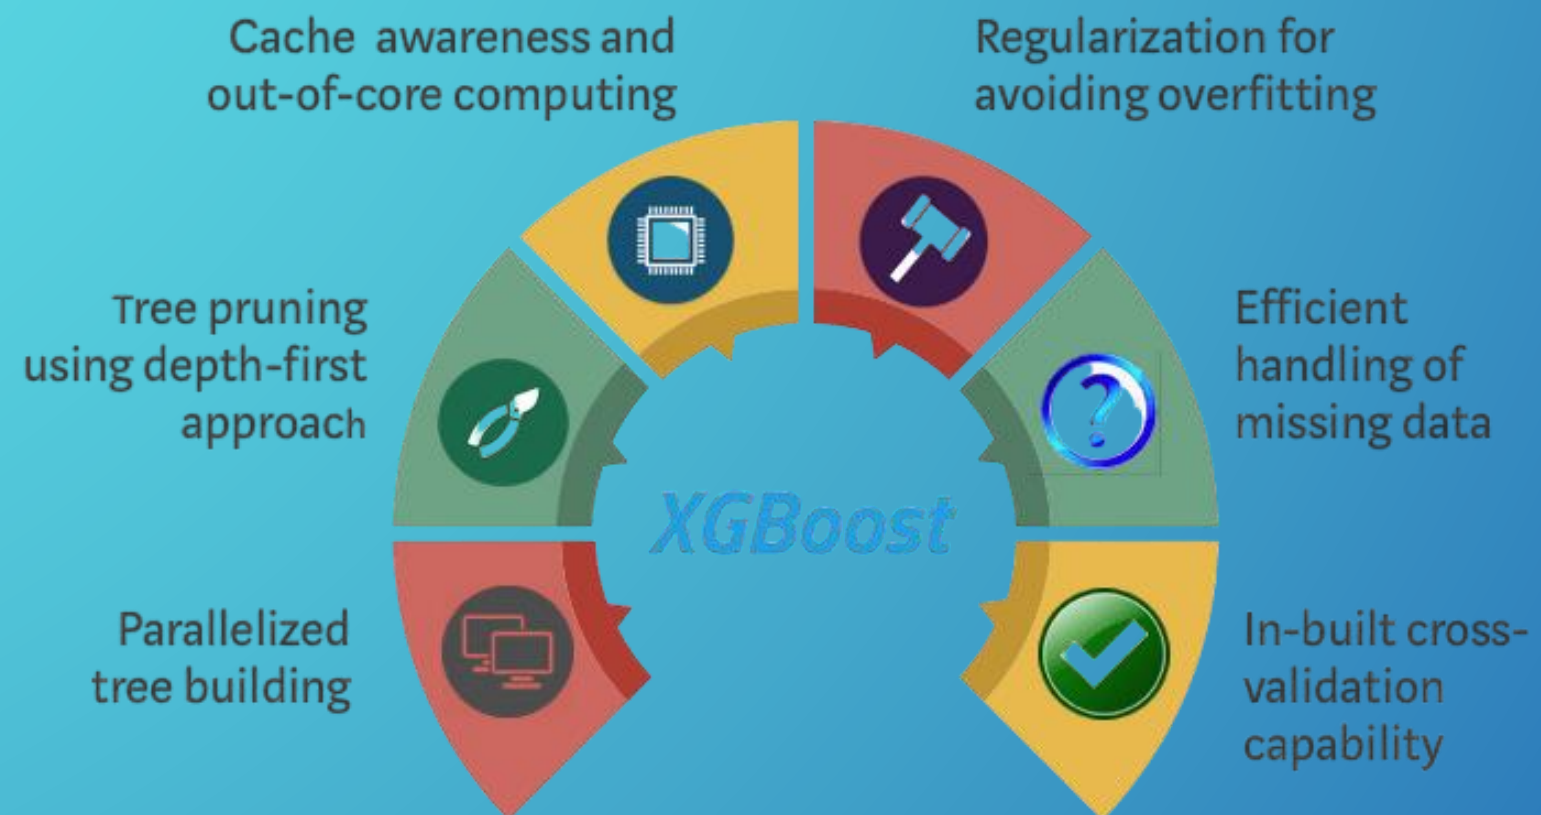 Cache awareness and
out-of-core computing
Regularization for
avoiding overfitting
Tree pruning
using depth-first
approach
Efficient
handling of
missing data
XGBoost
Parallelized
tree building
In-built cross-
validation
capability